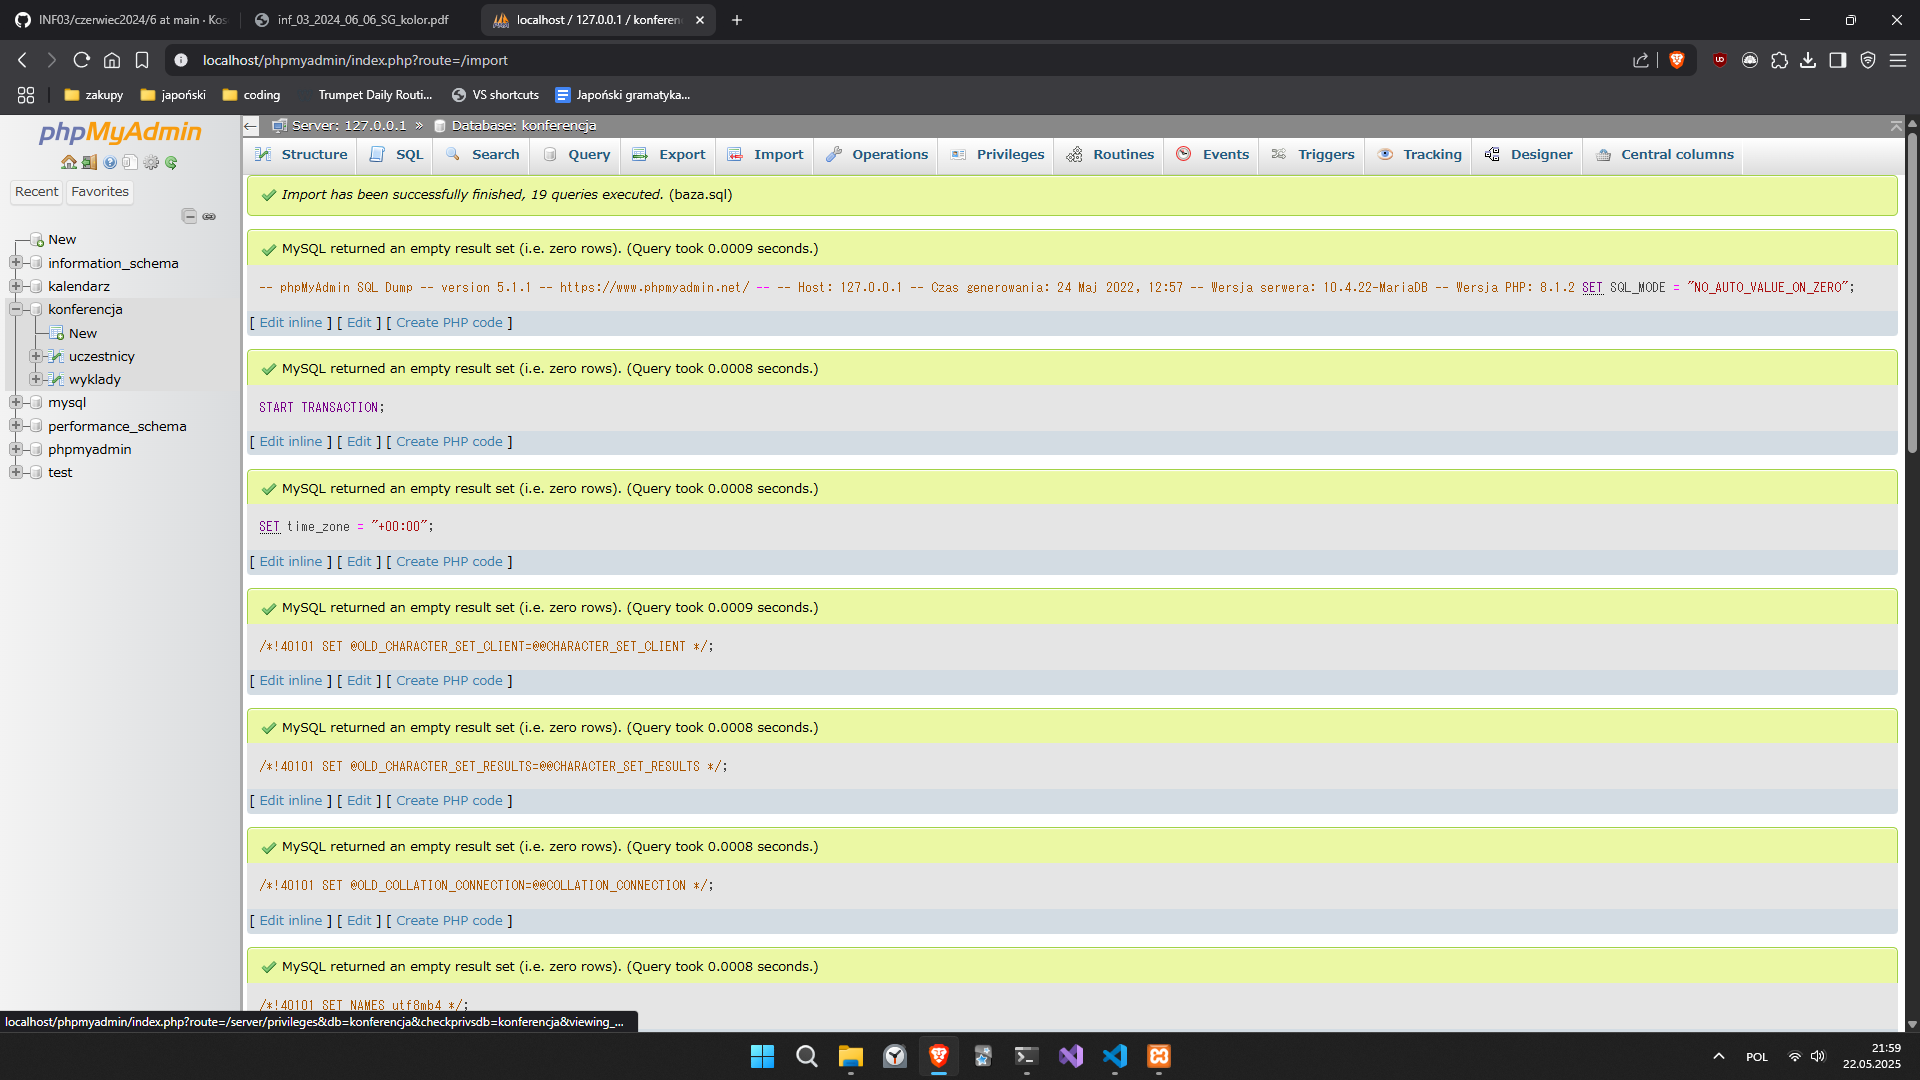 INF03/czerwiec2024/6 at main · Kos
inf_03_2024_06_06_SG_kolor.pdf
localhost / 127.0.0.1 / konferen
localhost/phpmyadmin/index.php?route=/import
zakupy
japoński
coding
Trumpet Daily Routi...
VS shortcuts
Japoński gramatyka...
phpMyAdmin
Recent
Favorites
New
information_schema
kalendarz
konferencja
New
uczestnicy
wyklady
mysql
performance_schema
phpmyadmin
test
Server: 127.0.0.1 » Database: konferencja
Structure
SQL
Search
Query
Export
Import
Operations
Privileges
Routines
Events
Triggers
Tracking
Designer
Central columns
Import has been successfully finished, 19 queries executed. (baza.sql)
MySQL returned an empty result set (i.e. zero rows). (Query took 0.0009 seconds.)
-- phpMyAdmin SQL Dump -- version 5.1.1 -- https://www.phpmyadmin.net/ -- -- Host: 127.0.0.1 -- Czas generowania: 24 Maj 2022, 12:57 -- Wersja serwera: 10.4.22-MariaDB -- Wersja PHP: 8.1.2 SET SQL_MODE = "NO_AUTO_VALUE_ON_ZERO";
[ Edit inline ] [ Edit ] [ Create PHP code ]
MySQL returned an empty result set (i.e. zero rows). (Query took 0.0008 seconds.)
START TRANSACTION;
[ Edit inline ] [ Edit ] [ Create PHP code ]
MySQL returned an empty result set (i.e. zero rows). (Query took 0.0008 seconds.)
SET time_zone = "+00:00";
[ Edit inline ] [ Edit ] [ Create PHP code ]
MySQL returned an empty result set (i.e. zero rows). (Query took 0.0009 seconds.)
/*!40101 SET @OLD_CHARACTER_SET_CLIENT=@@CHARACTER_SET_CLIENT */;
[ Edit inline ] [ Edit ] [ Create PHP code ]
MySQL returned an empty result set (i.e. zero rows). (Query took 0.0008 seconds.)
/*!40101 SET @OLD_CHARACTER_SET_RESULTS=@@CHARACTER_SET_RESULTS */;
[ Edit inline ] [ Edit ] [ Create PHP code ]
MySQL returned an empty result set (i.e. zero rows). (Query took 0.0008 seconds.)
/*!40101 SET @OLD_COLLATION_CONNECTION=@@COLLATION_CONNECTION */;
[ Edit inline ] [ Edit ] [ Create PHP code ]
MySQL returned an empty result set (i.e. zero rows). (Query took 0.0008 seconds.)
/*!40101 SET NAMES utf8mb4 */;
localhost/phpmyadmin/index.php?route=/server/privileges&db=konferencja&checkprivsdb=konferencja&viewing_...
POL
21:59
22.05.2025